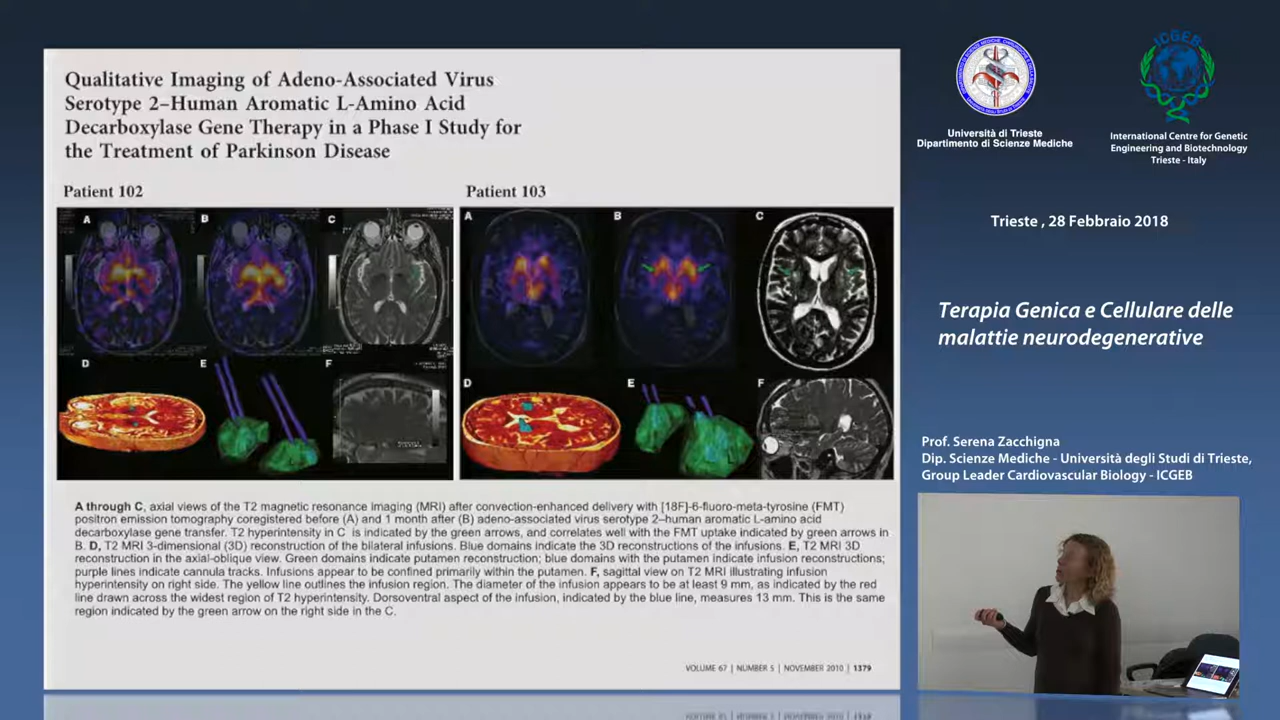 Qualitative Imaging of Adeno-Associated Virus
Serotype 2–Human Aromatic L-Amino Acid
Decarboxylase Gene Therapy in a Phase I Study for
the Treatment of Parkinson Disease
Patient 102
Patient 103
A
B
C
D
E
F
A
B
C
D
E
F
A through C, axial views of the T2 magnetic resonance imaging (MRI) after convection-enhanced delivery with [18F]-6-fluoro-meta-tyrosine (FMT)
positron emission tomography coregistered before (A) and 1 month after (B) adeno-associated virus serotype 2–human aromatic L-amino acid
decarboxylase gene transfer. T2 hyperintensity in C is indicated by the green arrows, and correlates well with the FMT uptake indicated by green arrows in
B. D, T2 MRI 3-dimensional (3D) reconstruction of the bilateral infusions. Blue domains indicate the 3D reconstructions of the infusions. E, T2 MRI 3D
reconstruction in the axial-oblique view. Green domains indicate putamen reconstruction; blue domains with the putamen indicate infusion reconstructions;
purple lines indicate cannula tracks. Infusions appear to be confined primarily within the putamen. F, sagittal view on T2 MRI illustrating infusion
hyperintensity on right side. The yellow line outlines the infusion region. The diameter of the infusion appears to be at least 9 mm, as indicated by the red
line drawn across the widest region of T2 hyperintensity. Dorsoventral aspect of the infusion, indicated by the blue line, measures 13 mm. This is the same
region indicated by the green arrow on the right side in the C.
VOLUME 67 | NUMBER 5 | NOVEMBER 2010 | 1379
ICGEB
Università di Trieste
Dipartimento di Scienze Mediche
International Centre for Genetic
Engineering and Biotechnology
Trieste - Italy
Trieste , 28 Febbraio 2018
Terapia Genica e Cellulare delle
malattie neurodegenerative
Prof. Serena Zacchigna
Dip. Scienze Mediche - Università degli Studi di Trieste,
Group Leader Cardiovascular Biology - ICGEB